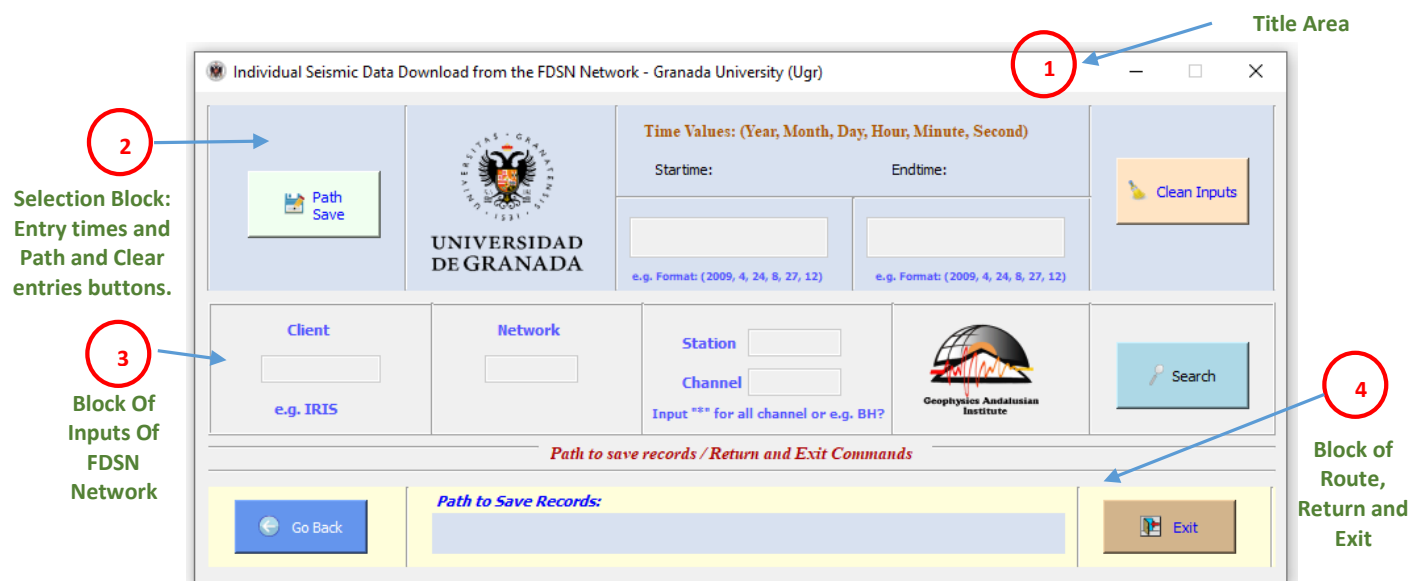 Title Area
1
Individual Seismic Data Download from the FDSN Network - Granada University (Ugr)
2
Selection Block:
Entry times and
Path and Clear
entries buttons.
Path
Save
UNIVERSITAS · GRANATENSIS · 1531 ·
UNIVERSIDAD
DE GRANADA
Time Values: (Year, Month, Day, Hour, Minute, Second)
Startime:
Endtime:
e.g. Format: (2009, 4, 24, 8, 27, 12)
e.g. Format: (2009, 4, 24, 8, 27, 12)
Clean Inputs
3
Block Of
Inputs Of
FDSN
Network
Client
e.g. IRIS
Network
Station
Channel
Input "*" for all channel or e.g. BH?
Geophysics Andalusian
Institute
Search
4
Block of
Route,
Return and
Exit
Path to save records / Return and Exit Commands
Go Back
Path to Save Records:
Exit